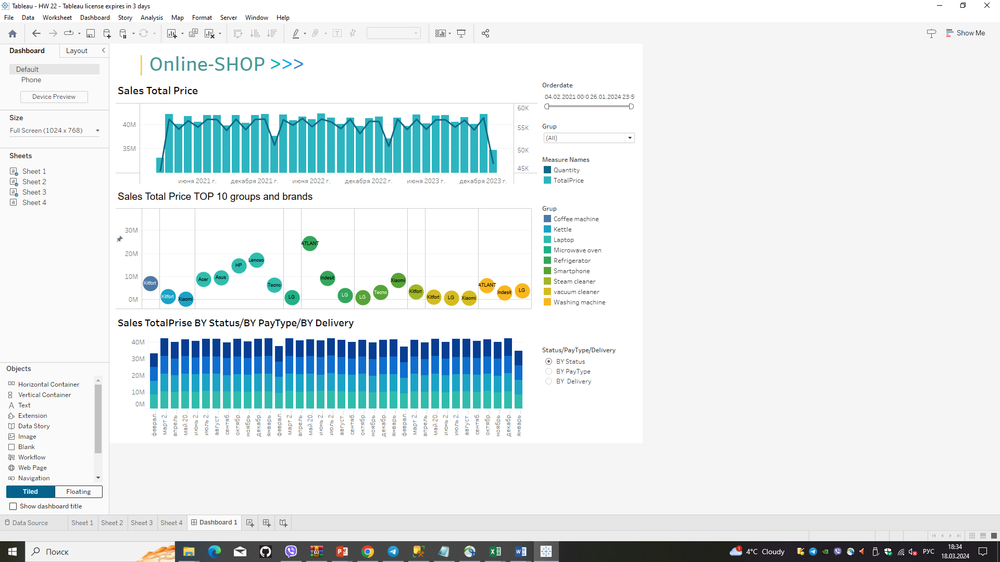 Tableau - HW 22 - Tableau license expires in 3 days
File Data Worksheet Dashboard Story Analysis Map Format Server Window Help
Show Me
Dashboard Layout
Default
Phone
Device Preview
Size
Full Screen (1024 x 768)
Sheets
Sheet 1
Sheet 2
Sheet 3
Sheet 4
Objects
Horizontal Container
Vertical Container
Text
Extension
Data Story
Image
Blank
Workflow
Web Page
Navigation
Tiled Floating
Show dashboard title
| Online-SHOP >>>
Sales Total Price
40M
35M
60K
55K
50K
45K
июня 2021 г. декабря 2021 г. июня 2022 г. декабря 2022 г. июня 2023 г. декабря 2023 г.
Sales Total Price TOP 10 groups and brands
30M
20M
10M
0M
Kitfort Kitfort Xiaomi Acer Asus HP Lenovo Tecno LG ATLANT Indesit LG LG Tecno Xiaomi Kitfort Kitfort LG Xiaomi ATLANT Indesit LG
Sales TotalPrise BY Status/BY PayType/BY Delivery
40M
30M
20M
10M
0M
феврал.. март 2.. апрель .. май 20.. июнь 2.. июль 2.. август .. сентяб.. октябр.. ноябрь .. декабр.. январь .. феврал.. март 2.. апрель .. май 20.. июнь 2.. июль 2.. август .. сентяб.. октябр.. ноябрь .. декабр.. январь .. феврал.. март 2.. апрель .. май 20.. июнь 2.. июль 2.. август .. сентяб.. октябр.. ноябрь .. декабр.. январь ..
Orderdate
04.02.2021 00:0 26.01.2024 23:5
Grup
(All)
Measure Names
Quantity
TotalPrice
Grup
Coffee machine
Kettle
Laptop
Microwave oven
Refrigerator
Smartphone
Steam cleaner
vacuum cleaner
Washing machine
Status/PayType/Delivery
BY Status
BY PayType
BY Delivery
Data Source Sheet 1 Sheet 2 Sheet 3 Sheet 4 Dashboard 1
Поиск
1
4°C Cloudy
РУС
18:34
18.03.2024